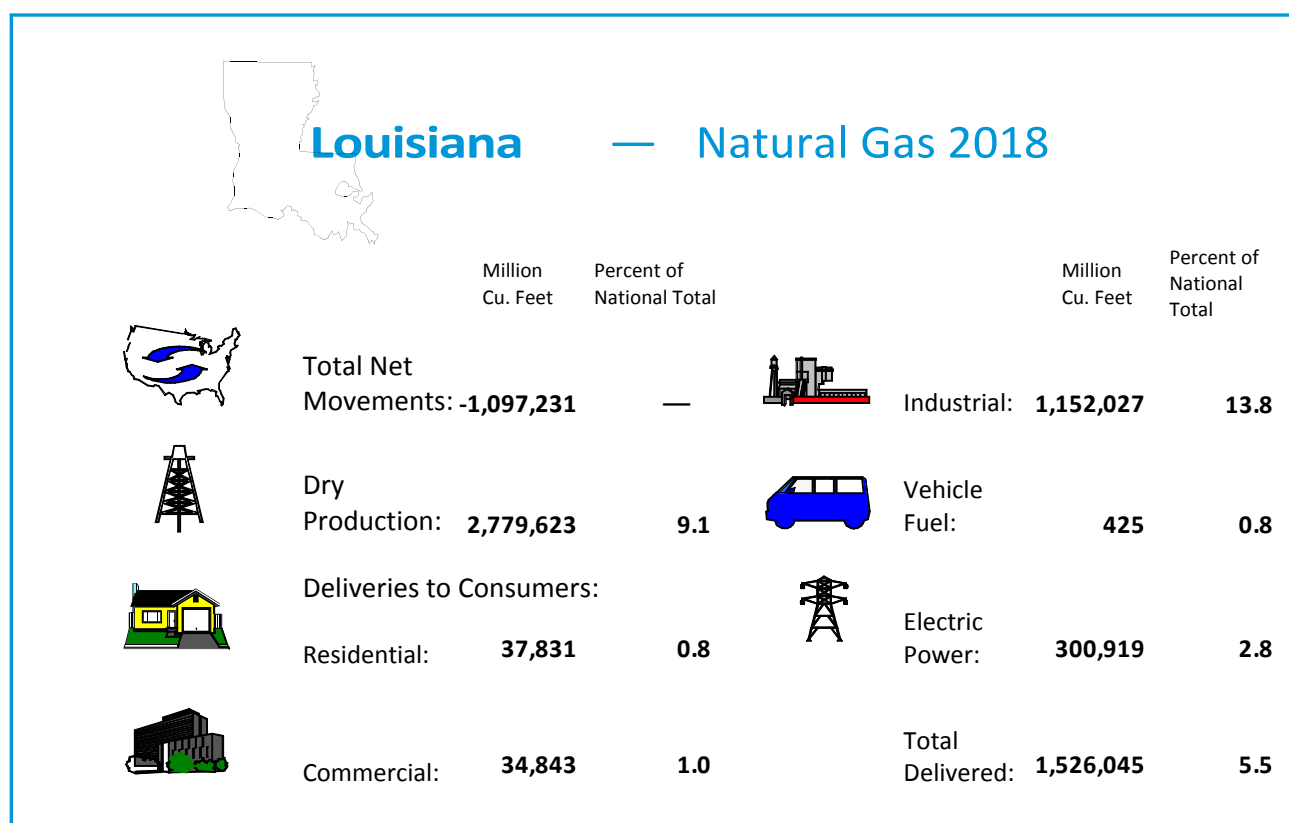 Louisiana — Natural Gas 2018
Million
Cu. Feet
Percent of
National Total
Total Net
Movements: -1,097,231 —
Dry
Production: 2,779,623 9.1
Deliveries to Consumers:
Residential: 37,831 0.8
Commercial: 34,843 1.0
Million
Cu. Feet
Percent of
National
Total
Industrial: 1,152,027 13.8
Vehicle
Fuel: 425 0.8
Electric
Power: 300,919 2.8
Total
Delivered: 1,526,045 5.5